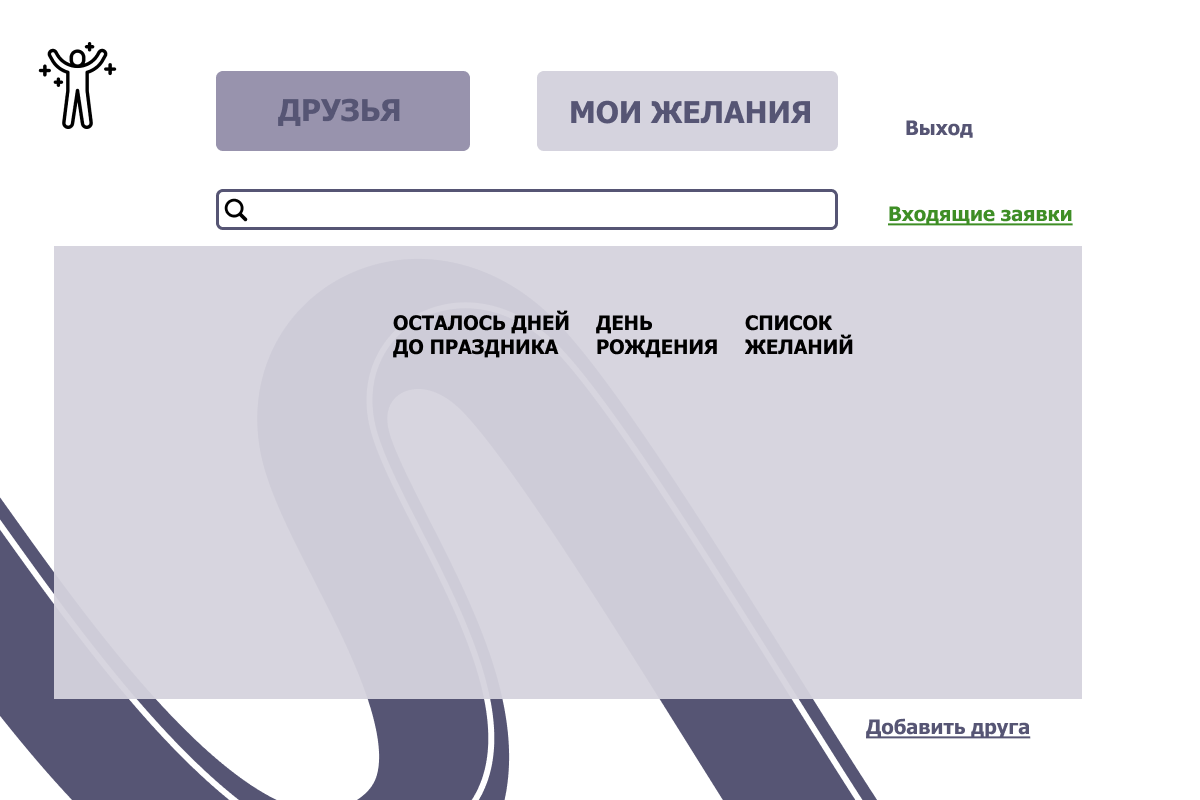 ДРУЗЬЯ
МОИ ЖЕЛАНИЯ
Выход
Входящие заявки
ОСТАЛОСЬ ДНЕЙ
ДО ПРАЗДНИКА
ДЕНЬ
РОЖДЕНИЯ
СПИСОК
ЖЕЛАНИЙ
Добавить друга